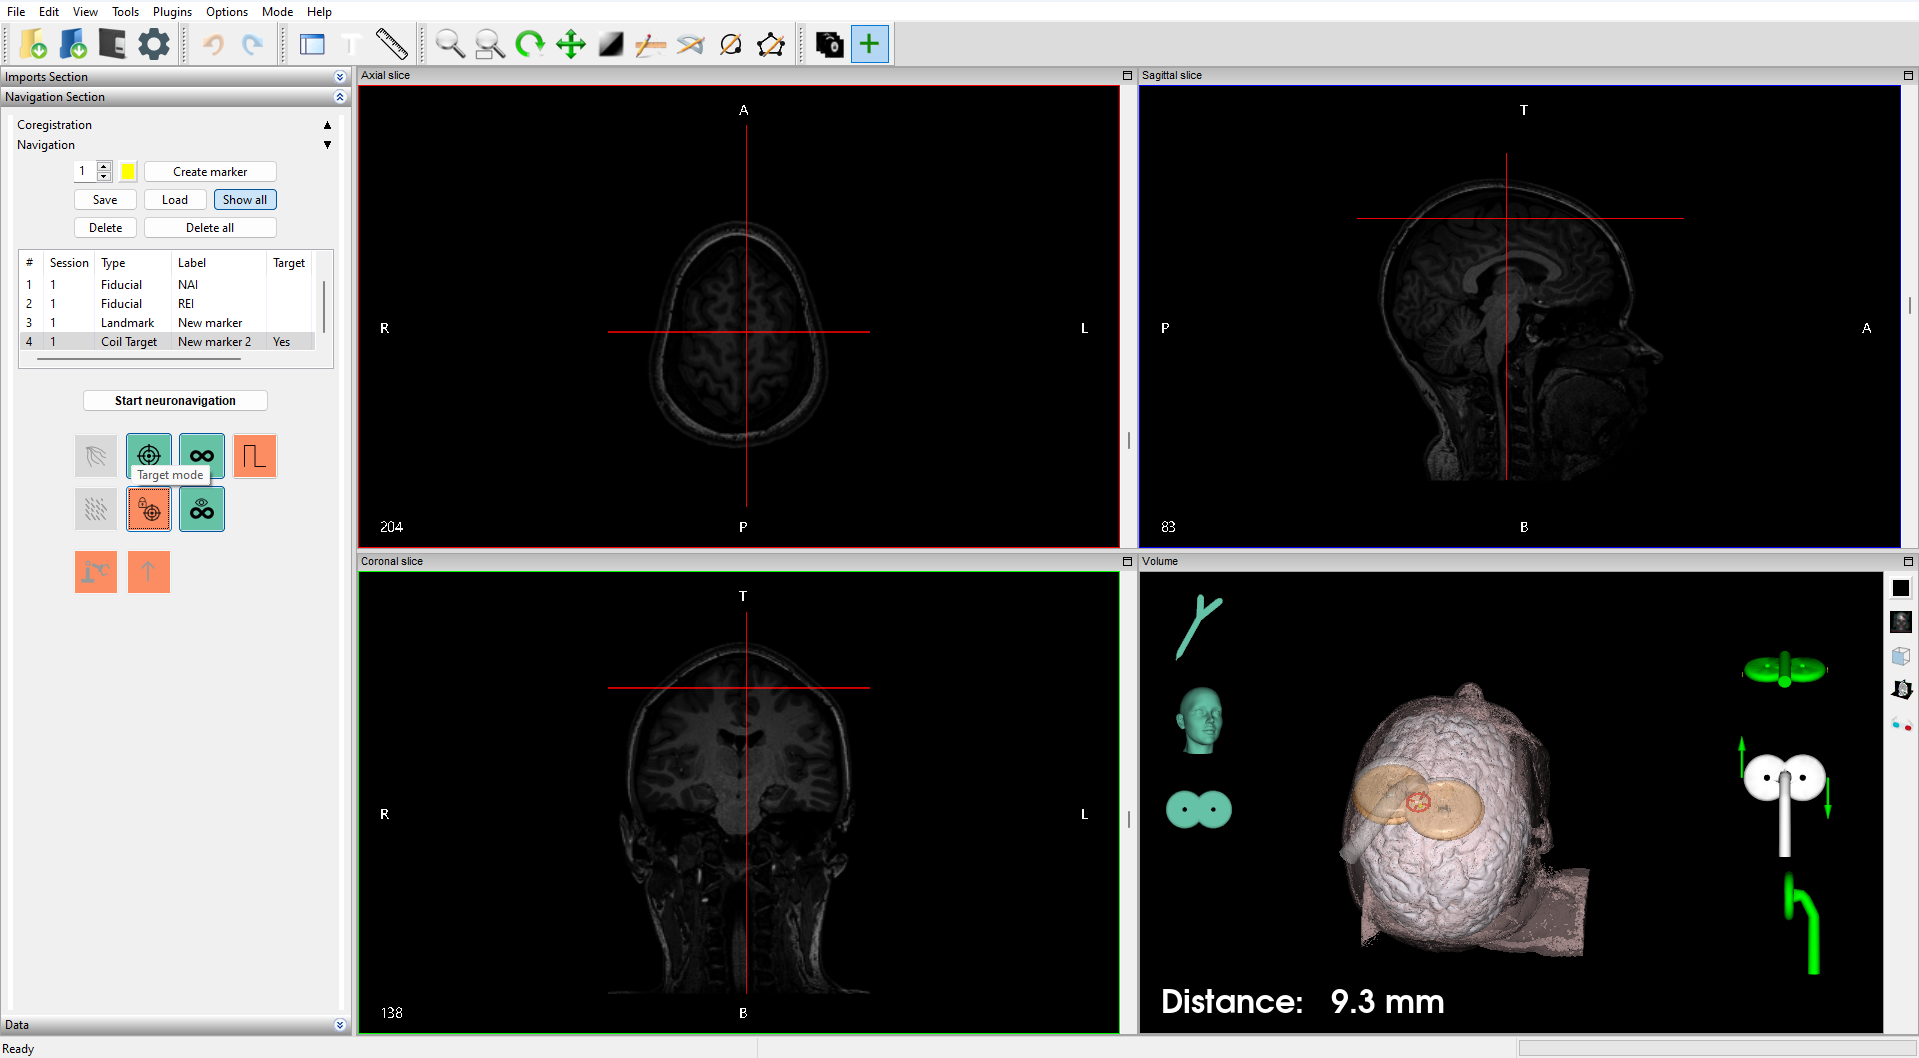 File Edit View Tools Plugins Options Mode Help
Imports Section
Navigation Section
Coregistration
Navigation
1 Create marker
Save Load Show all
Delete Delete all
# Session Type Label Target
1 1 Fiducial NAI
2 1 Fiducial REI
3 1 Landmark New marker
4 1 Coil Target New marker 2 Yes
Start neuronavigation
Target mode
Data
Ready
Axial slice
A
R L
204 P
Sagittal slice
T
P A
83 B
Coronal slice
T
R L
138 B
Volume
Distance: 9.3 mm